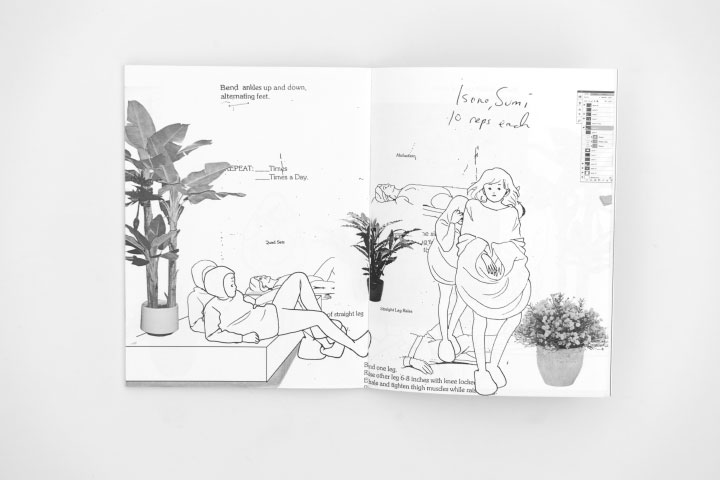 Bend ankles up and down,
alternating feet.
REPEAT: ____Times
____Times a Day.
Quad Sets
of straight leg
Isono, Sumi
10 reps each
Abduction
Straight Leg Raise
Bend one leg.
Raise other leg 6-8 inches with knee locked
Exhale and tighten thigh muscles while